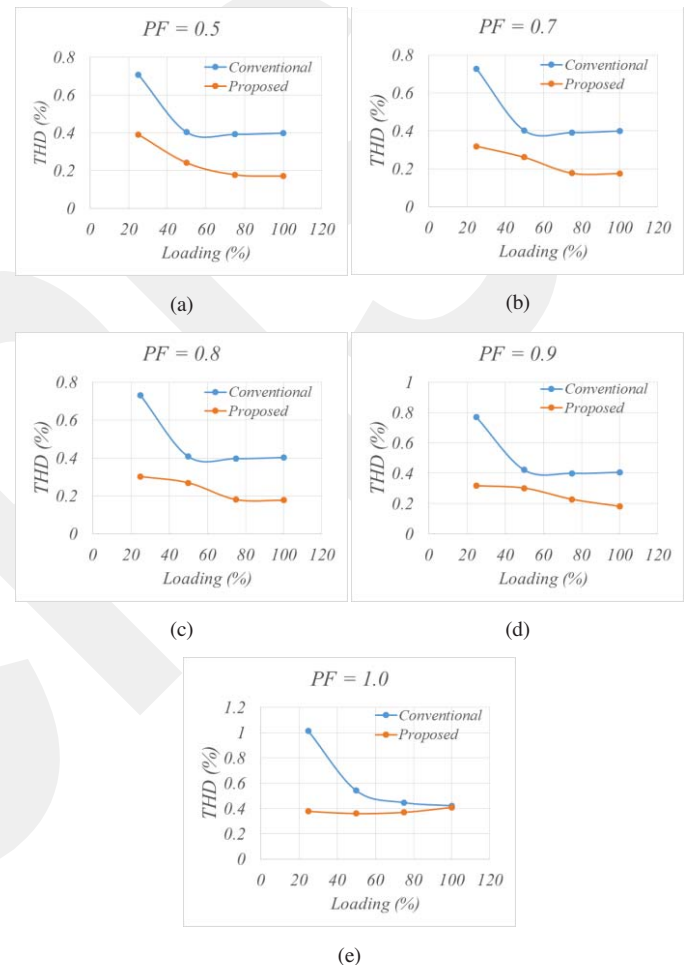 PF = 0.5
0.8
0.6
0.4
0.2
0
THD (%)
Conventional
Proposed
0 20 40 60 80 100 120
Loading (%)
(a)
PF = 0.7
0.8
0.6
0.4
0.2
0
THD (%)
Conventional
Proposed
0 20 40 60 80 100 120
Loading (%)
(b)
PF = 0.8
0.8
0.6
0.4
0.2
0
THD (%)
Conventional
Proposed
0 20 40 60 80 100 120
Loading (%)
(c)
PF = 0.9
1
0.8
0.6
0.4
0.2
0
THD (%)
Conventional
Proposed
0 20 40 60 80 100 120
Loading (%)
(d)
PF = 1.0
1.2
1
0.8
0.6
0.4
0.2
0
THD (%)
Conventional
Proposed
0 20 40 60 80 100 120
Loading (%)
(e)